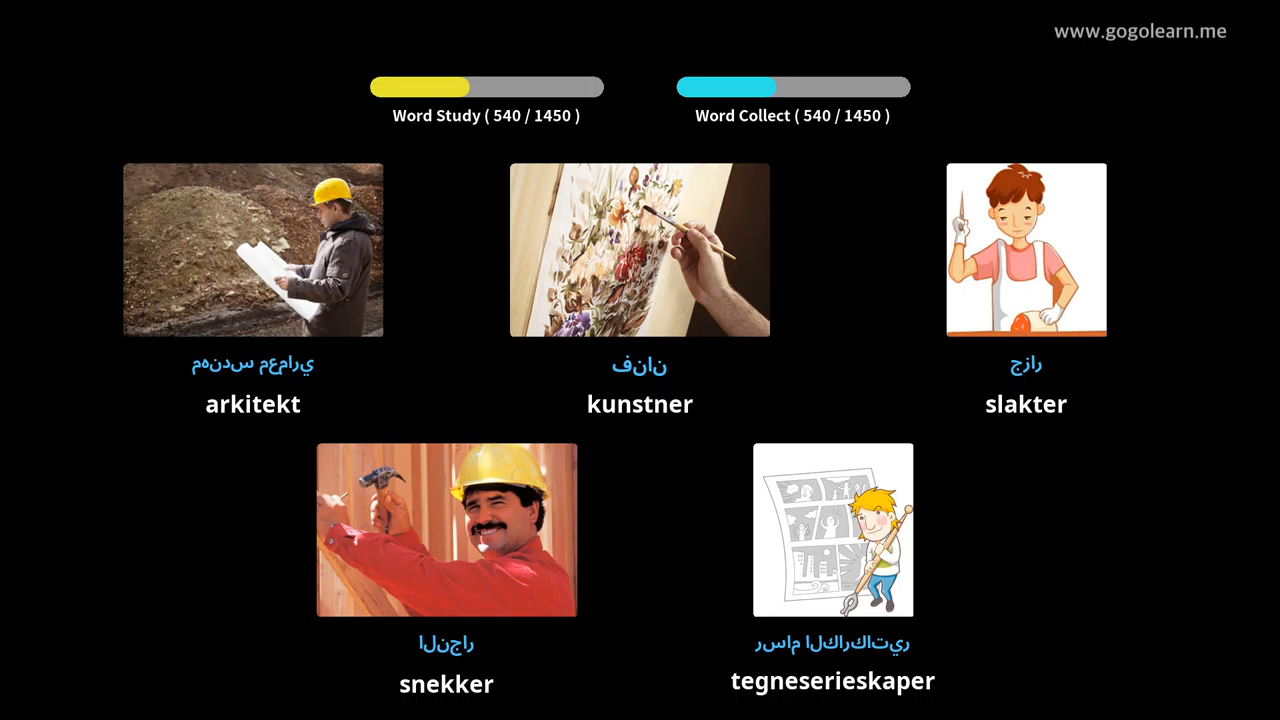 www.gogolearn.me
Word Study ( 540 / 1450 )
Word Collect ( 540 / 1450 )
مهندس معماري
arkitekt
فنان
kunstner
جزار
slakter
النجار
snekker
رسام الكاركاتير
tegneserieskaper